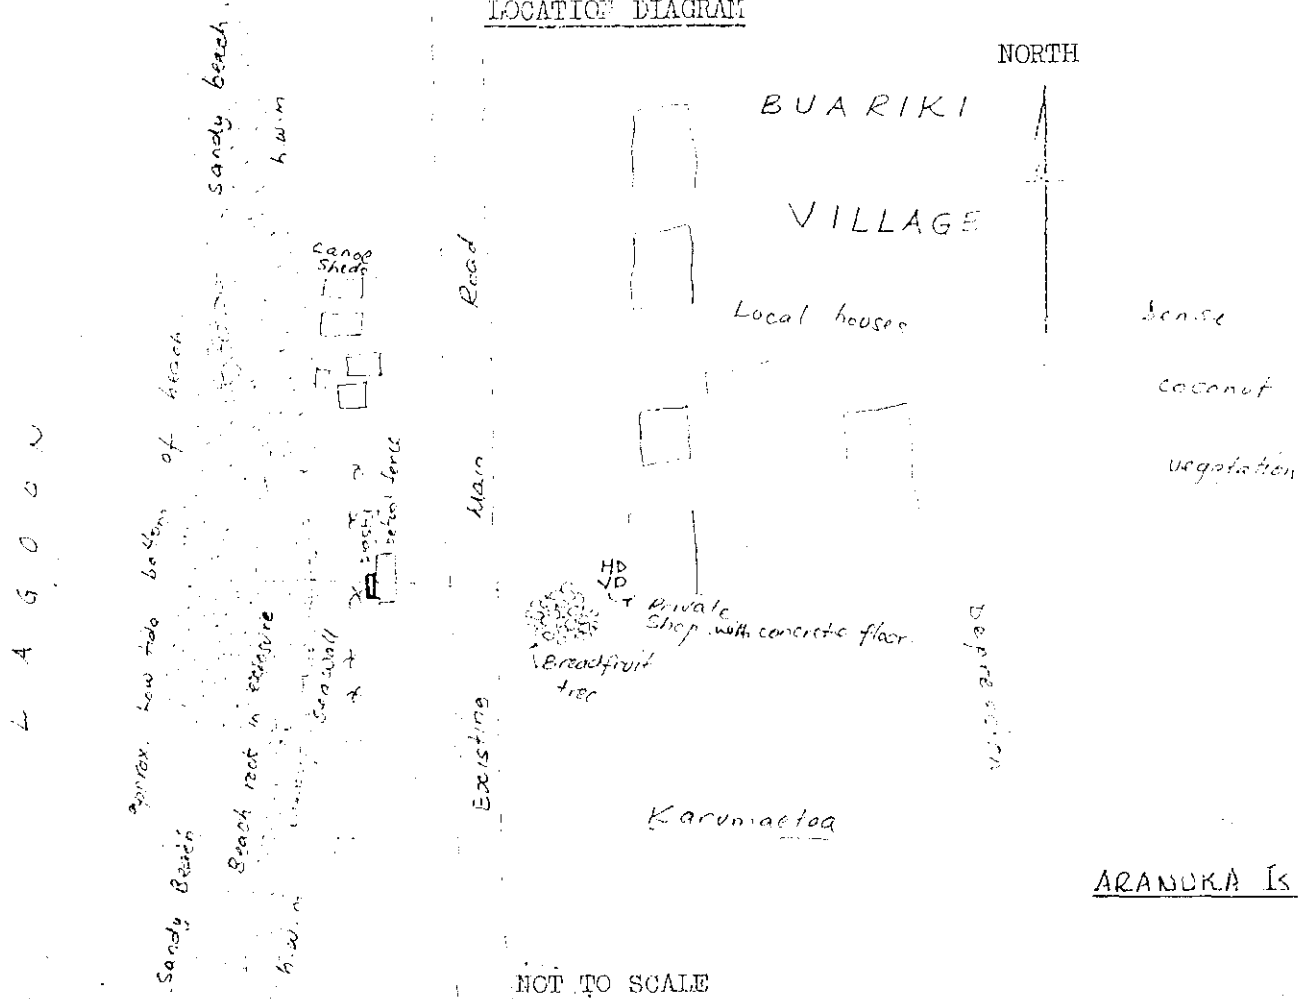 LOCATION DIAGRAM
NORTH
BUARIKI
VILLAGE
Sandy beach
h.w.m
Canoe
Sheds
Local houses
Dense
coconut
vegetation
LAGOON
approx. low tide bottom of beach
Existing Main Road
HD
VD
Private
Shop with concrete floor
Breadfruit
tree
Seawall
Beach rock in exposure
Depression
Karumaetoa
Sandy Beach
h.w.m
ARANUKA Is
NOT TO SCALE